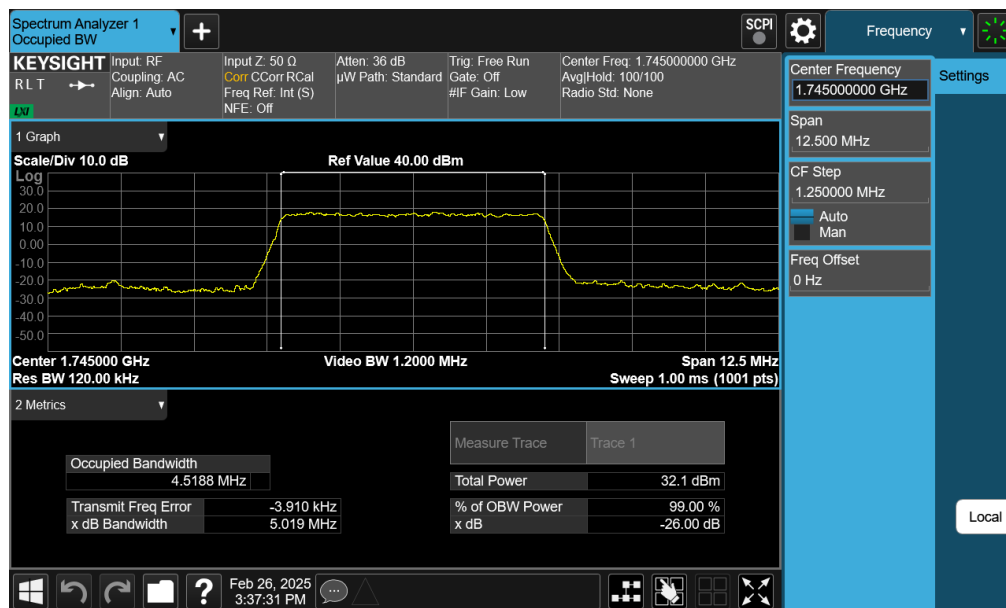 Spectrum Analyzer 1
Occupied BW
+
SCPI
Frequency
KEYSIGHT
RLT
LXI
Input: RF
Coupling: AC
Align: Auto
Input Z: 50 Ω
Corr CCorr RCal
Freq Ref: Int (S)
NFE: Off
Atten: 36 dB
µW Path: Standard
Trig: Free Run
Gate: Off
#IF Gain: Low
Center Freq: 1.745000000 GHz
Avg|Hold: 100/100
Radio Std: None
Center Frequency
1.745000000 GHz
Settings
Span
12.500 MHz
CF Step
1.250000 MHz
Auto
Man
Freq Offset
0 Hz
Local
1 Graph
Scale/Div 10.0 dB
Ref Value 40.00 dBm
Log
30.0
20.0
10.0
0.00
-10.0
-20.0
-30.0
-40.0
-50.0
Center 1.745000 GHz
Video BW 1.2000 MHz
Span 12.5 MHz
Res BW 120.00 kHz
Sweep 1.00 ms (1001 pts)
2 Metrics
Measure Trace
Trace 1
Occupied Bandwidth
4.5188 MHz
Total Power
32.1 dBm
Transmit Freq Error
-3.910 kHz
% of OBW Power
99.00 %
x dB Bandwidth
5.019 MHz
x dB
-26.00 dB
?
Feb 26, 2025
3:37:31 PM